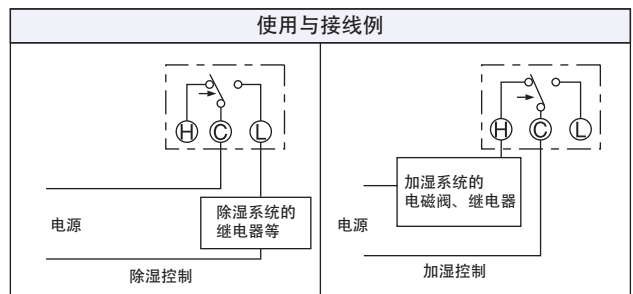 使用与接线例
H C L
电源
除湿系统的
继电器等
除湿控制
H C L
加湿系统的
电磁阀、继电器
电源
加湿控制